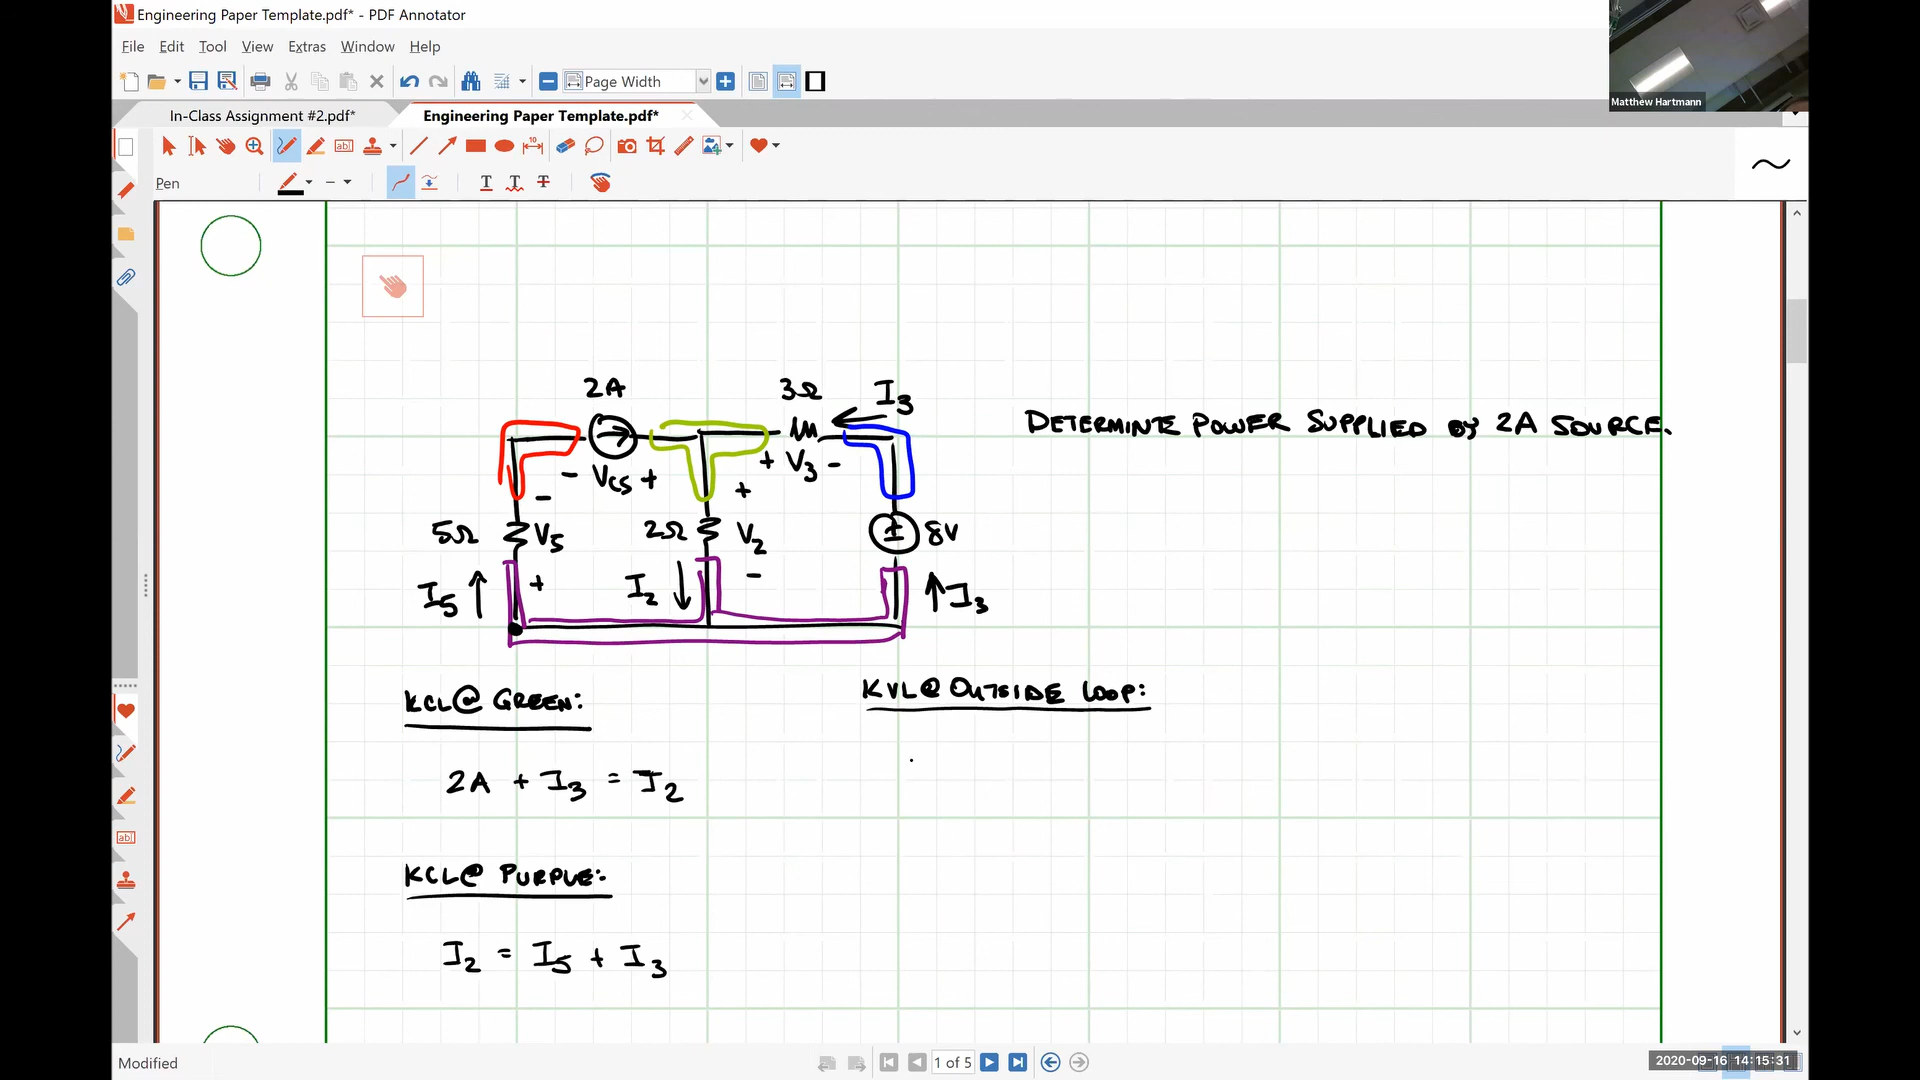 Engineering Paper Template.pdf* - PDF Annotator
File Edit Tool View Extras Window Help
Page Width
Matthew Hartmann
In-Class Assignment #2.pdf*
Engineering Paper Template.pdf*
Pen
2A
3Ω
I3
DETERMINE POWER SUPPLIED BY 2A SOURCE.
- VCS +
+ V3 -
-
+
5Ω
V5
2Ω
V2
± 8V
I5
+
I2
-
I3
KCL@ GREEN:
KVL@ OUTSIDE LOOP:
2A + I3 = I2
KCL@ PURPLE:
I2 = I5 + I3
Modified
1 of 5
2020-09-16 14:15:31